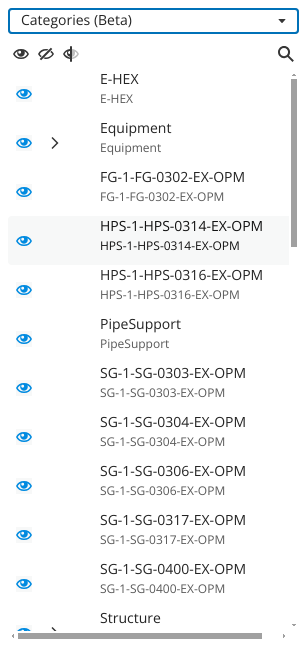 Categories (Beta)
E-HEX
E-HEX
Equipment
Equipment
FG-1-FG-0302-EX-OPM
FG-1-FG-0302-EX-OPM
HPS-1-HPS-0314-EX-OPM
HPS-1-HPS-0314-EX-OPM
HPS-1-HPS-0316-EX-OPM
HPS-1-HPS-0316-EX-OPM
PipeSupport
PipeSupport
SG-1-SG-0303-EX-OPM
SG-1-SG-0303-EX-OPM
SG-1-SG-0304-EX-OPM
SG-1-SG-0304-EX-OPM
SG-1-SG-0306-EX-OPM
SG-1-SG-0306-EX-OPM
SG-1-SG-0317-EX-OPM
SG-1-SG-0317-EX-OPM
SG-1-SG-0400-EX-OPM
SG-1-SG-0400-EX-OPM
Structure